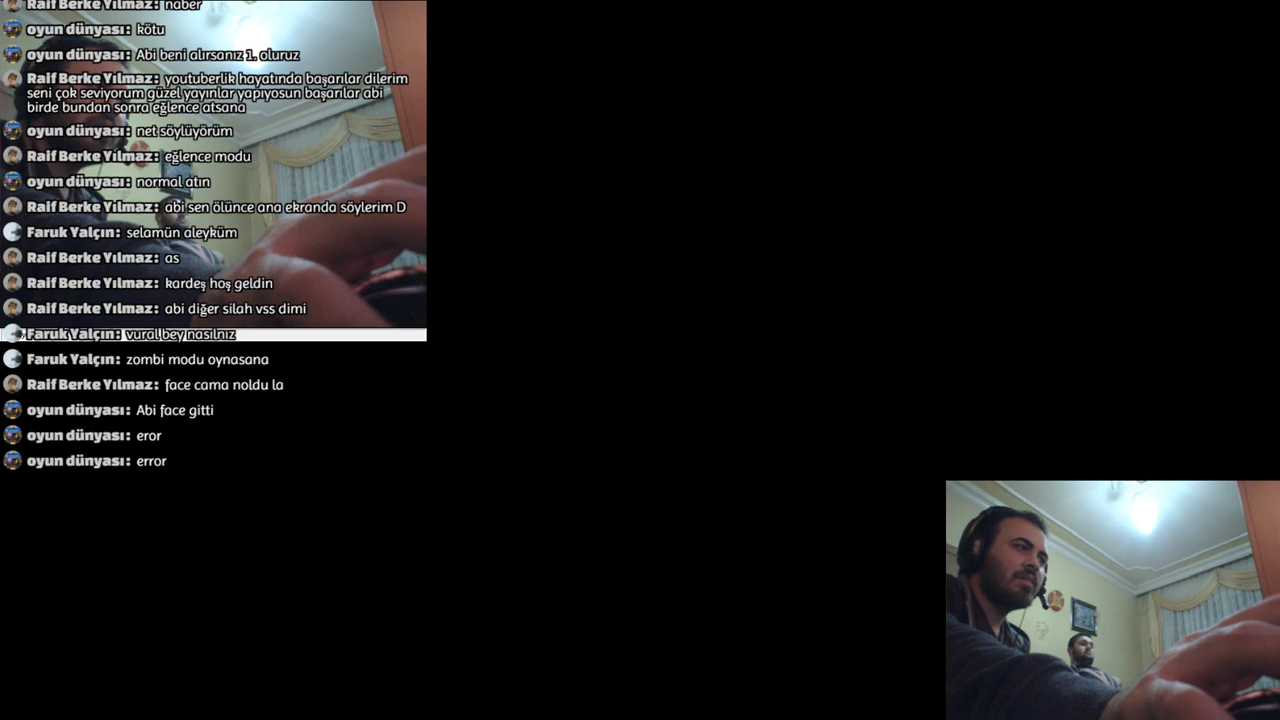 Raif Berke Yılmaz: naber
oyun dünyası: kötu
oyun dünyası: Abi beni alırsanız 1. oluruz
Raif Berke Yılmaz: youtuberlik hayatında başarılar dilerim
seni çok seviyorum güzel yayınlar yapıyosun başarılar abi
birde bundan sonra eğlence atsana
oyun dünyası: net söylüyörüm
Raif Berke Yılmaz: eğlence modu
oyun dünyası: normal atın
Raif Berke Yılmaz: abi sen ölünce ana ekranda söylerim D
Faruk Yalçın: selamün aleyküm
Raif Berke Yılmaz: as
Raif Berke Yılmaz: kardeş hoş geldin
Raif Berke Yılmaz: abi diğer silah vss dimi
Faruk Yalçın: vural bey nasılnız
Faruk Yalçın: zombi modu oynasana
Raif Berke Yılmaz: face cama noldu la
oyun dünyası: Abi face gitti
oyun dünyası: eror
oyun dünyası: error